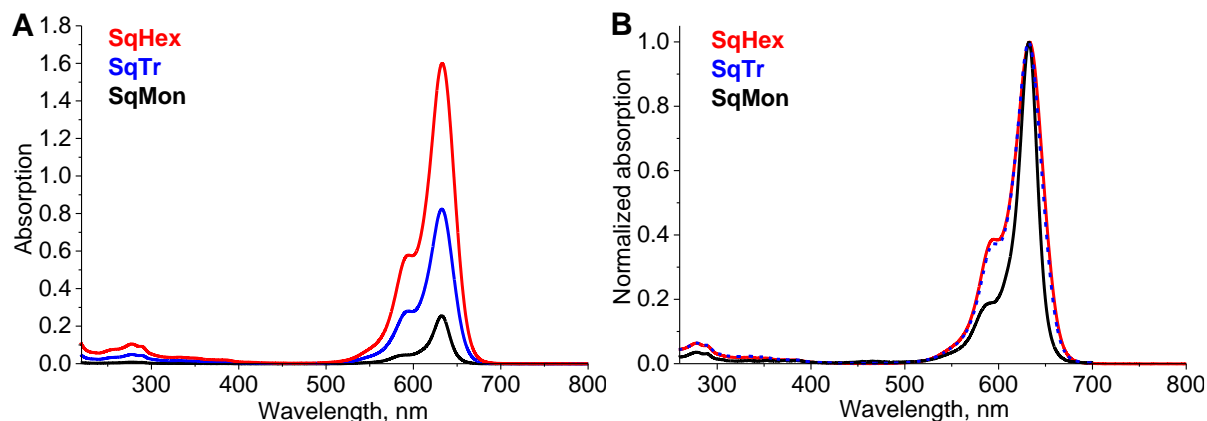 A
SqHex
SqTr
SqMon
Absorption
1.8
1.6
1.4
1.2
1.0
0.8
0.6
0.4
0.2
0.0
300 400 500 600 700 800
Wavelength, nm
B
SqHex
SqTr
SqMon
Normalized absorption
1.0
0.8
0.6
0.4
0.2
0.0
300 400 500 600 700 800
Wavelength, nm